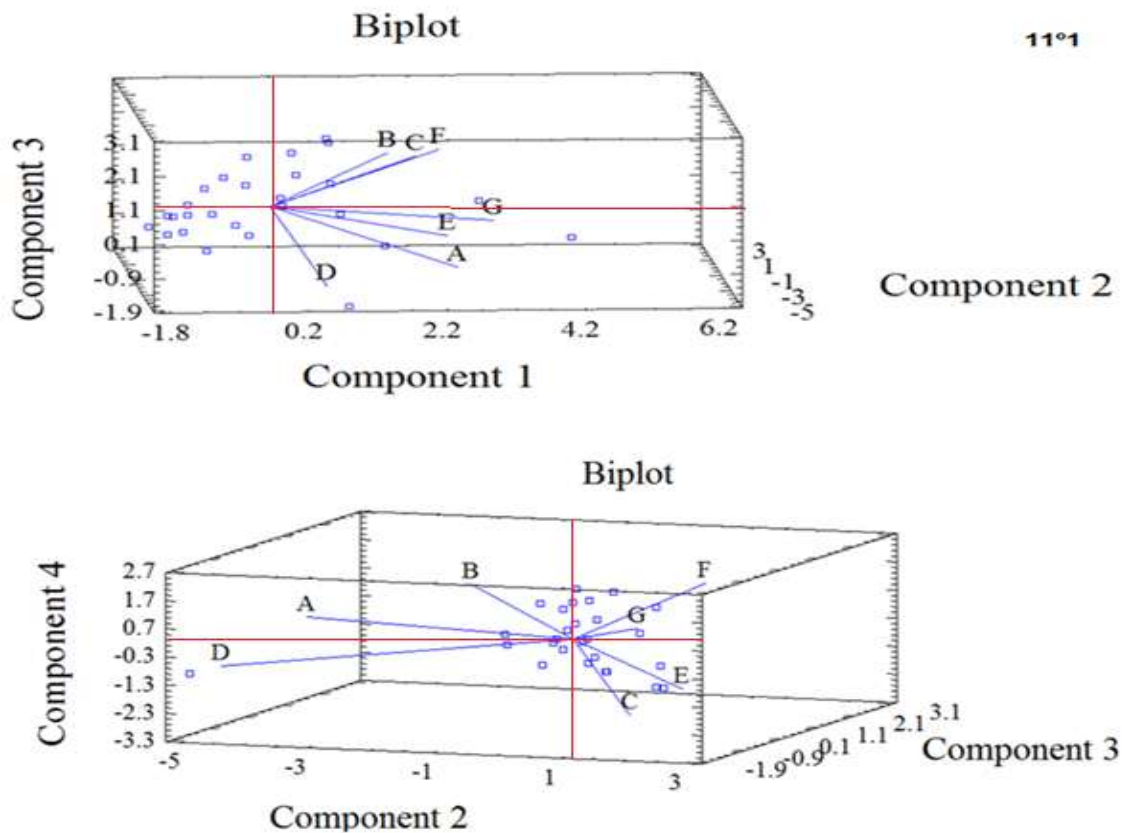 Biplot
11º1
Component 3
3.1
2.1
1.1
0.1
-0.9
-1.9
B C F
G
E
A
D
3
1
-1
-3
-5
Component 2
-1.8 0.2 2.2 4.2 6.2
Component 1
Biplot
Component 4
2.7
1.7
0.7
-0.3
-1.3
-2.3
-3.3
B
F
A
G
D
E
C
-5 -3 -1 1 3
-1.9 -0.9 0.1 1.1 2.1 3.1
Component 3
Component 2